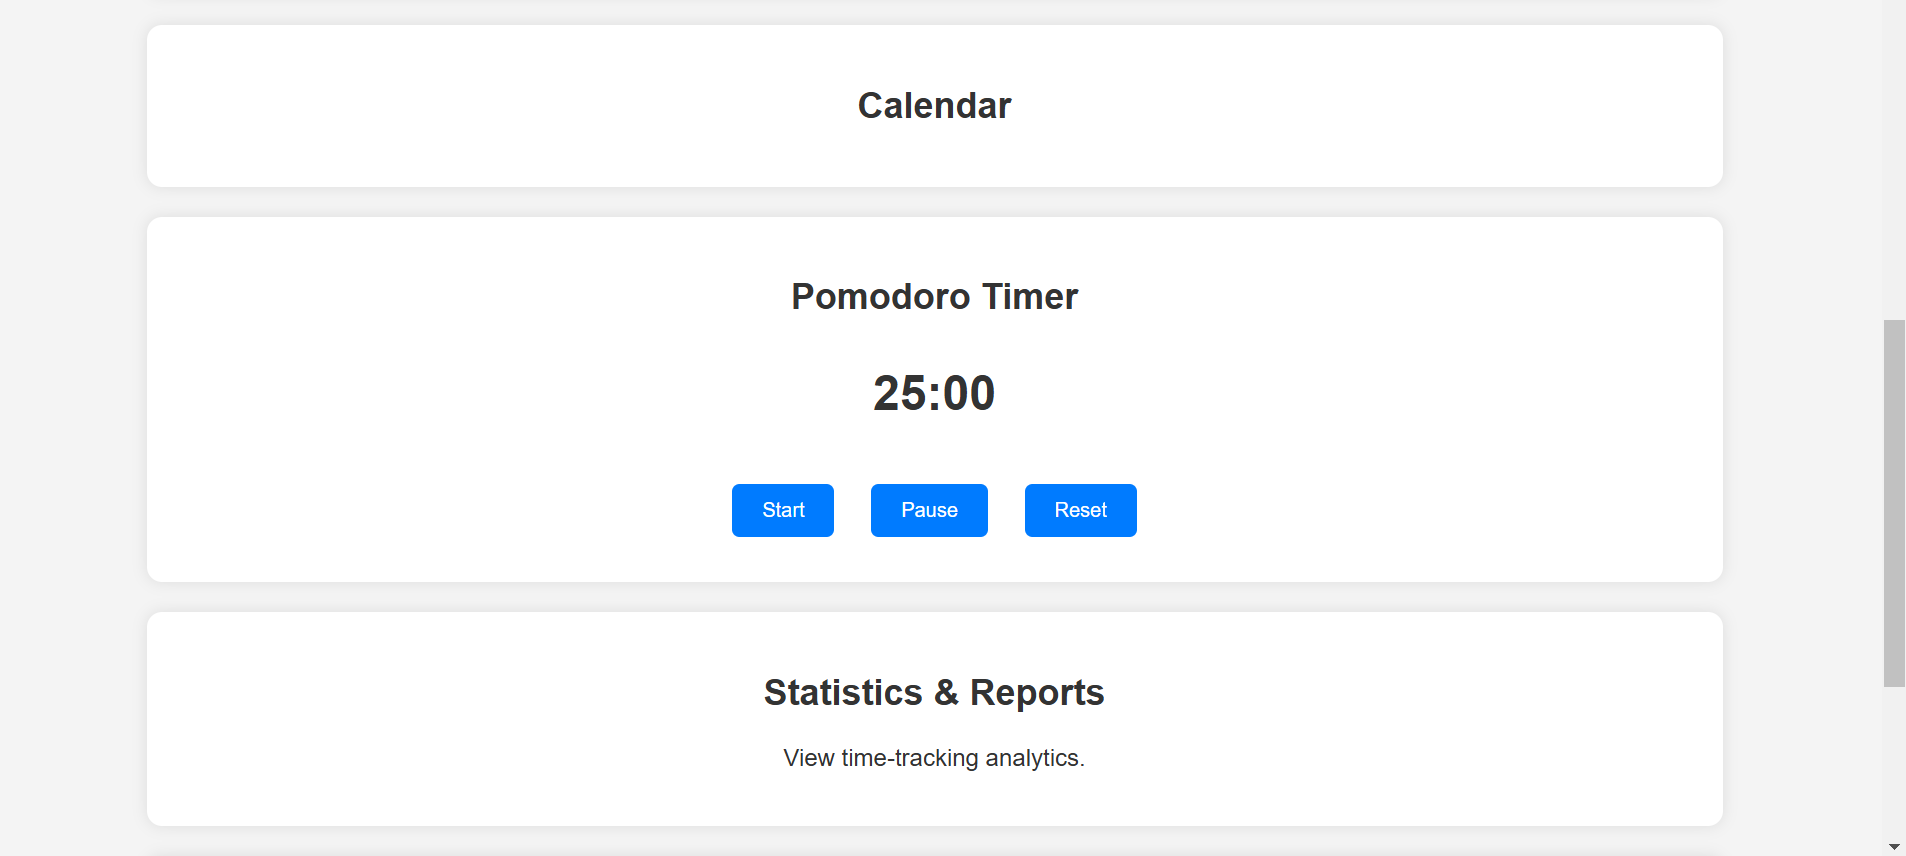 Calendar
Pomodoro Timer
25:00
Start Pause Reset
Statistics & Reports
View time-tracking analytics.